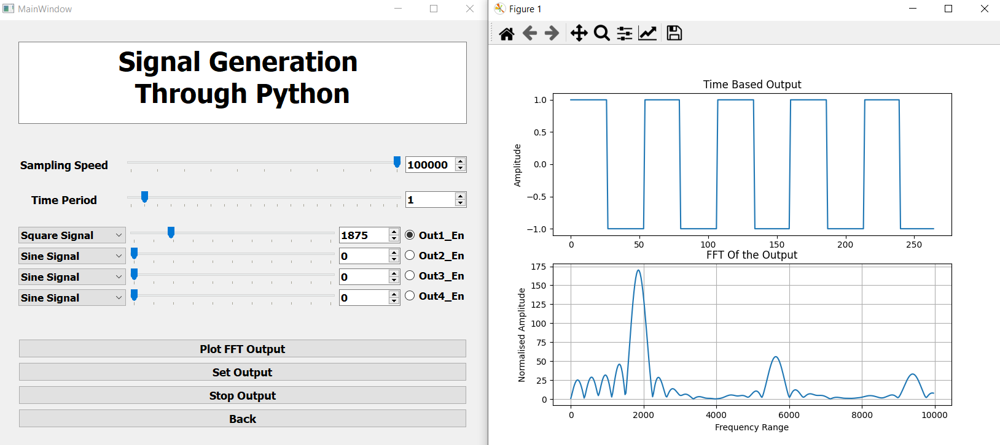 MainWindow
Signal Generation
Through Python
Sampling Speed 100000
Time Period 1
Square Signal 1875 Out1_En
Sine Signal 0 Out2_En
Sine Signal 0 Out3_En
Sine Signal 0 Out4_En
Plot FFT Output
Set Output
Stop Output
Back
Figure 1
Time Based Output
Amplitude
1.0
0.5
0.0
−0.5
−1.0
0 50 100 150 200 250
FFT Of the Output
Normalised Amplitude
175
150
125
100
75
50
25
0
0 2000 4000 6000 8000 10000
Frequency Range